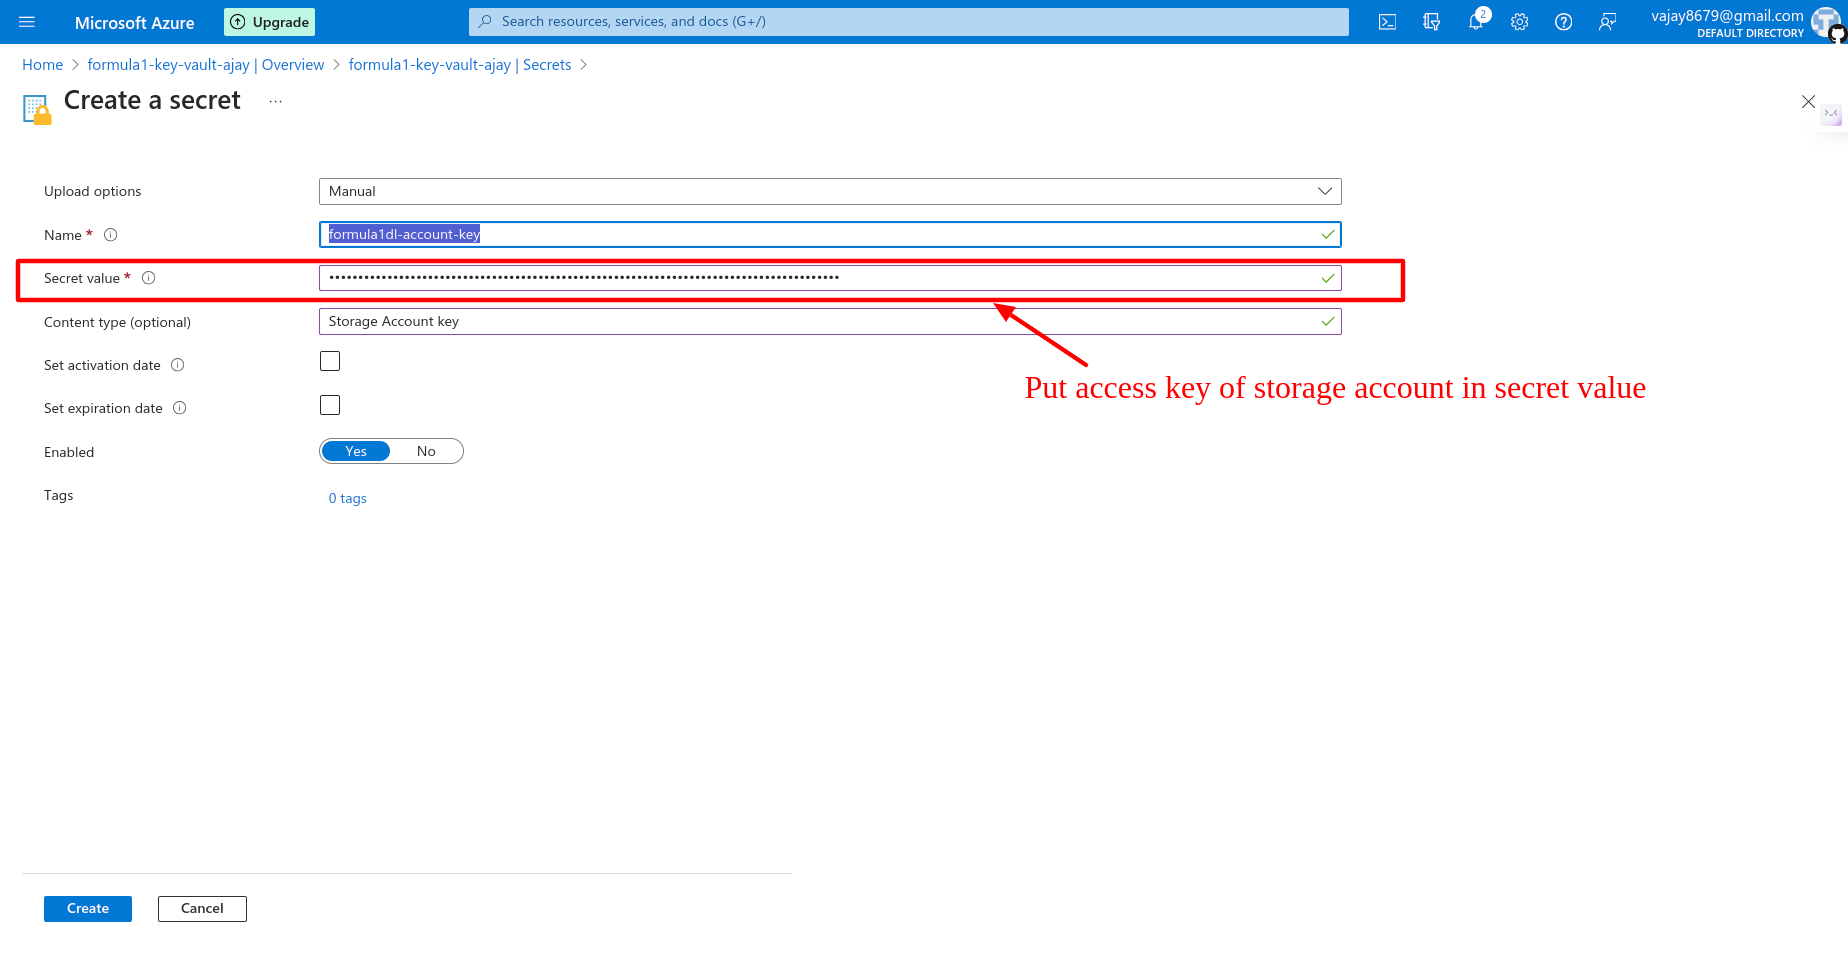 Microsoft Azure
Upgrade
Search resources, services, and docs (G+/)
2
vajay8679@gmail.com
DEFAULT DIRECTORY
Home > formula1-key-vault-ajay | Overview > formula1-key-vault-ajay | Secrets >
Create a secret ...
Upload options
Manual
Name *
formula1dl-account-key
Secret value *
Content type (optional)
Storage Account key
Set activation date
Put access key of storage account in secret value
Set expiration date
Enabled
Yes
No
Tags
0 tags
Create
Cancel